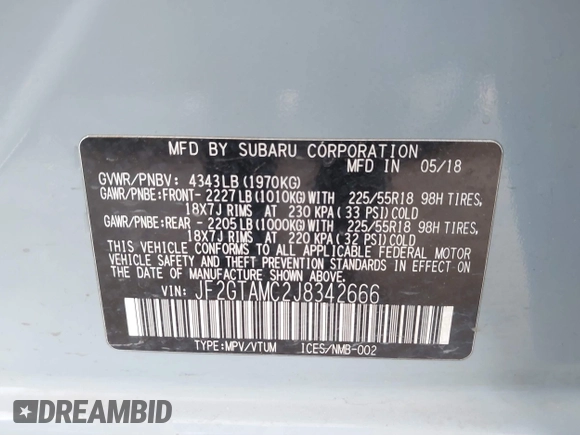 MFD BY SUBARU CORPORATION
MFD IN 05/18
GVWR/PNBV: 4343LB(1970KG)
GAWR/PNBE:FRONT- 2227LB(1010KG)WITH 225/55R18 98H TIRES,
18X7J RIMS AT 230 KPA(33 PSI)COLD
GAWR/PNBE:REAR - 2205LB(1000KG)WITH 225/55R18 98H TIRES,
18X7J RIMS AT 220 KPA(32 PSI)COLD
THIS VEHICLE CONFORMS TO ALL APPLICABLE FEDERAL MOTOR
VEHICLE SAFETY AND THEFT PREVENTION STANDARDS IN EFFECT
ON THE DATE OF MANUFACTURE SHOWN ABOVE.
VIN: JF2GTAMC2J8342666
TYPE:MPV/VTUM ICES/NMB-002
DREAMBID